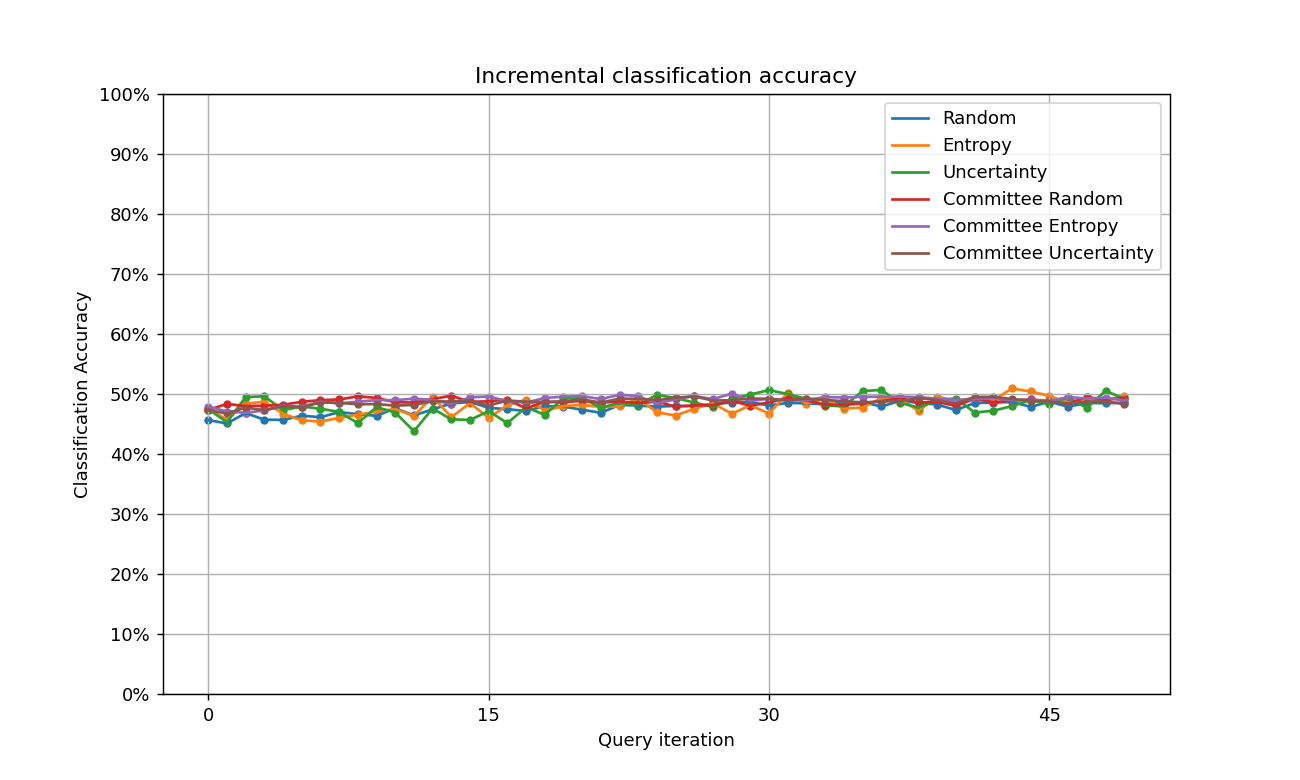 Incremental classification accuracy
100%
90%
80%
70%
60%
50%
40%
30%
20%
10%
0%
Classification Accuracy
0 15 30 45
Query iteration
Random
Entropy
Uncertainty
Committee Random
Committee Entropy
Committee Uncertainty